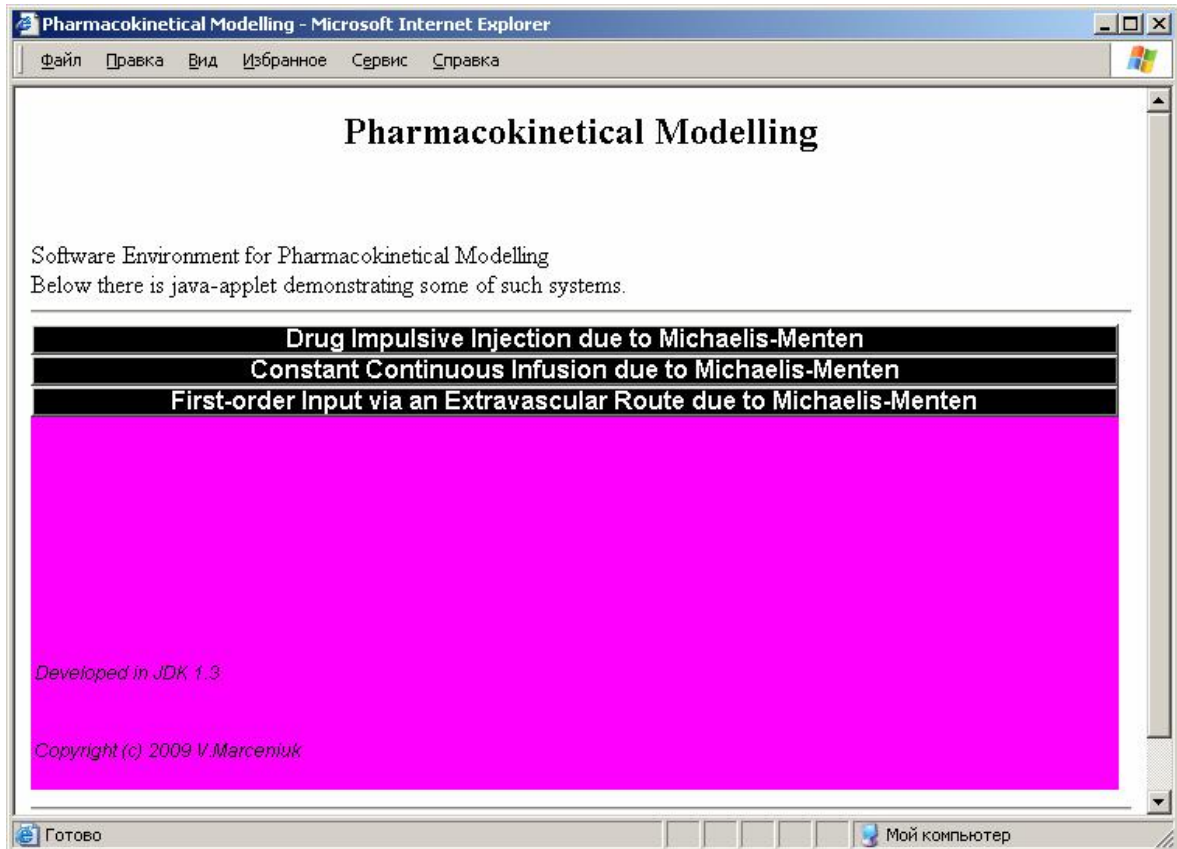 Pharmacokinetical Modelling - Microsoft Internet Explorer
Файл Правка Вид Избранное Сервис Справка
Pharmacokinetical Modelling
Software Environment for Pharmacokinetical Modelling
Below there is java-applet demonstrating some of such systems.
Drug Impulsive Injection due to Michaelis-Menten
Constant Continuous Infusion due to Michaelis-Menten
First-order Input via an Extravascular Route due to Michaelis-Menten
Developed in JDK 1.3
Copyright (c) 2009 V.Marceniuk
Готово Мой компьютер